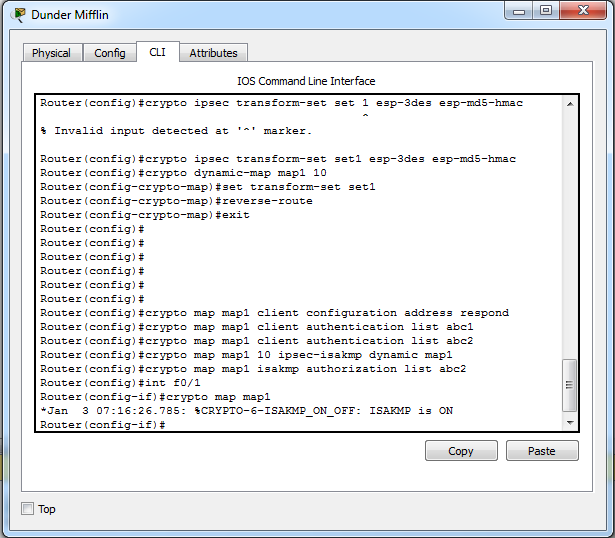 Dunder Mifflin
Physical Config CLI Attributes
IOS Command Line Interface
Router(config)#crypto ipsec transform-set set 1 esp-3des esp-md5-hmac
^
% Invalid input detected at '^' marker.
Router(config)#crypto ipsec transform-set set1 esp-3des esp-md5-hmac
Router(config)#crypto dynamic-map map1 10
Router(config-crypto-map)#set transform-set set1
Router(config-crypto-map)#reverse-route
Router(config-crypto-map)#exit
Router(config)#
Router(config)#
Router(config)#
Router(config)#
Router(config)#
Router(config)#
Router(config)#crypto map map1 client configuration address respond
Router(config)#crypto map map1 client authentication list abc1
Router(config)#crypto map map1 client authentication list abc2
Router(config)#crypto map map1 10 ipsec-isakmp dynamic map1
Router(config)#crypto map map1 isakmp authorization list abc2
Router(config)#int f0/1
Router(config-if)#crypto map map1
*Jan  3 07:16:26.785: %CRYPTO-6-ISAKMP_ON_OFF: ISAKMP is ON
Router(config-if)#
Copy Paste
Top